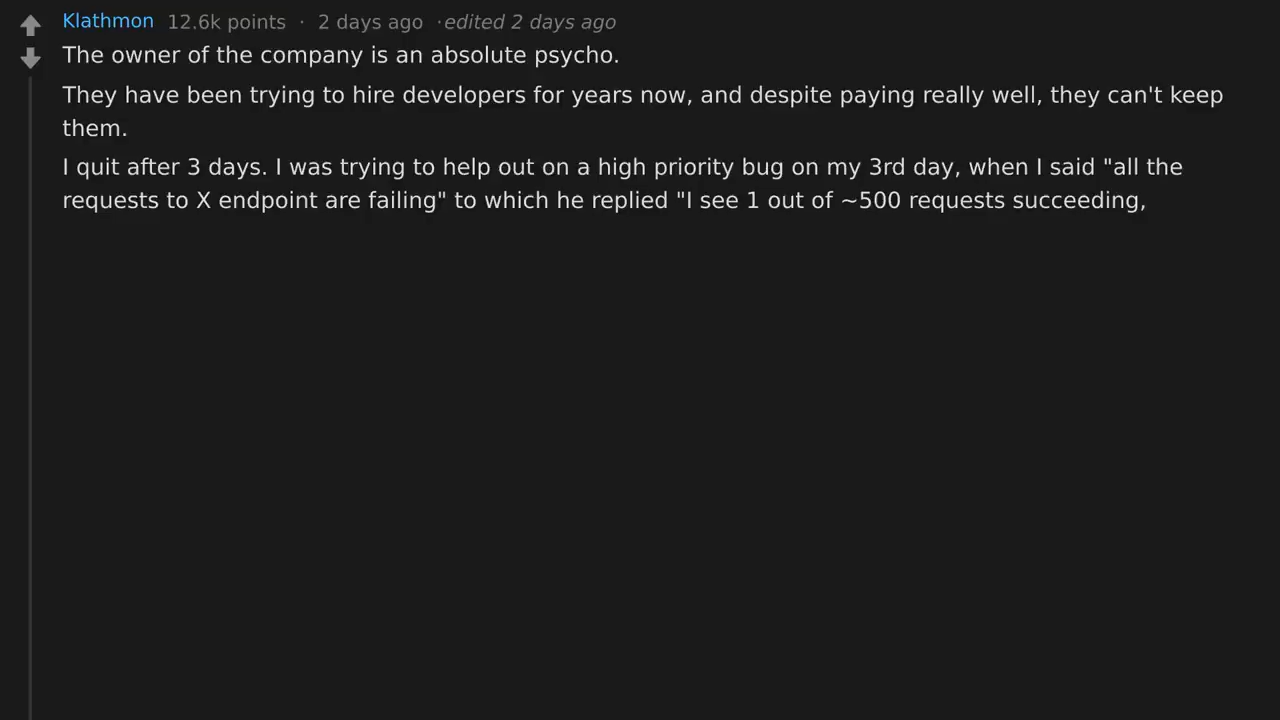 Klathmon 12.6k points · 2 days ago ·edited 2 days ago
The owner of the company is an absolute psycho.
They have been trying to hire developers for years now, and despite paying really well, they can't keep
them.
I quit after 3 days. I was trying to help out on a high priority bug on my 3rd day, when I said "all the
requests to X endpoint are failing" to which he replied "I see 1 out of ~500 requests succeeding,